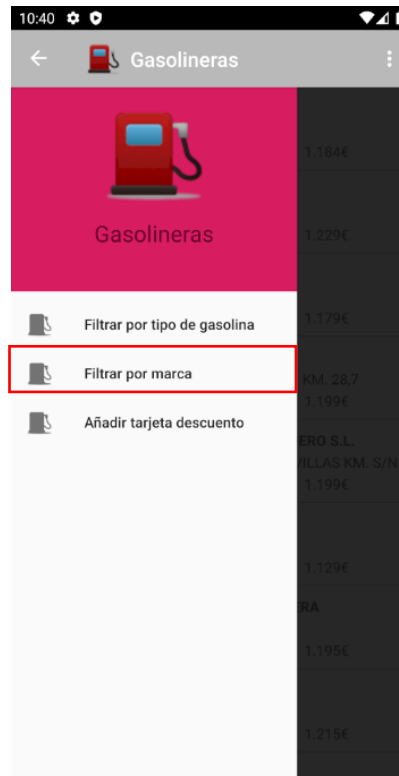 10:40
Gasolineras
1.184€
Gasolineras
1.229€
Filtrar por tipo de gasolina
1.179€
Filtrar por marca
KM. 28,7
1.199€
Añadir tarjeta descuento
ERO S.L.
VILLAS KM. S/N
1.199€
1.129€
ERA
1.195€
1.215€